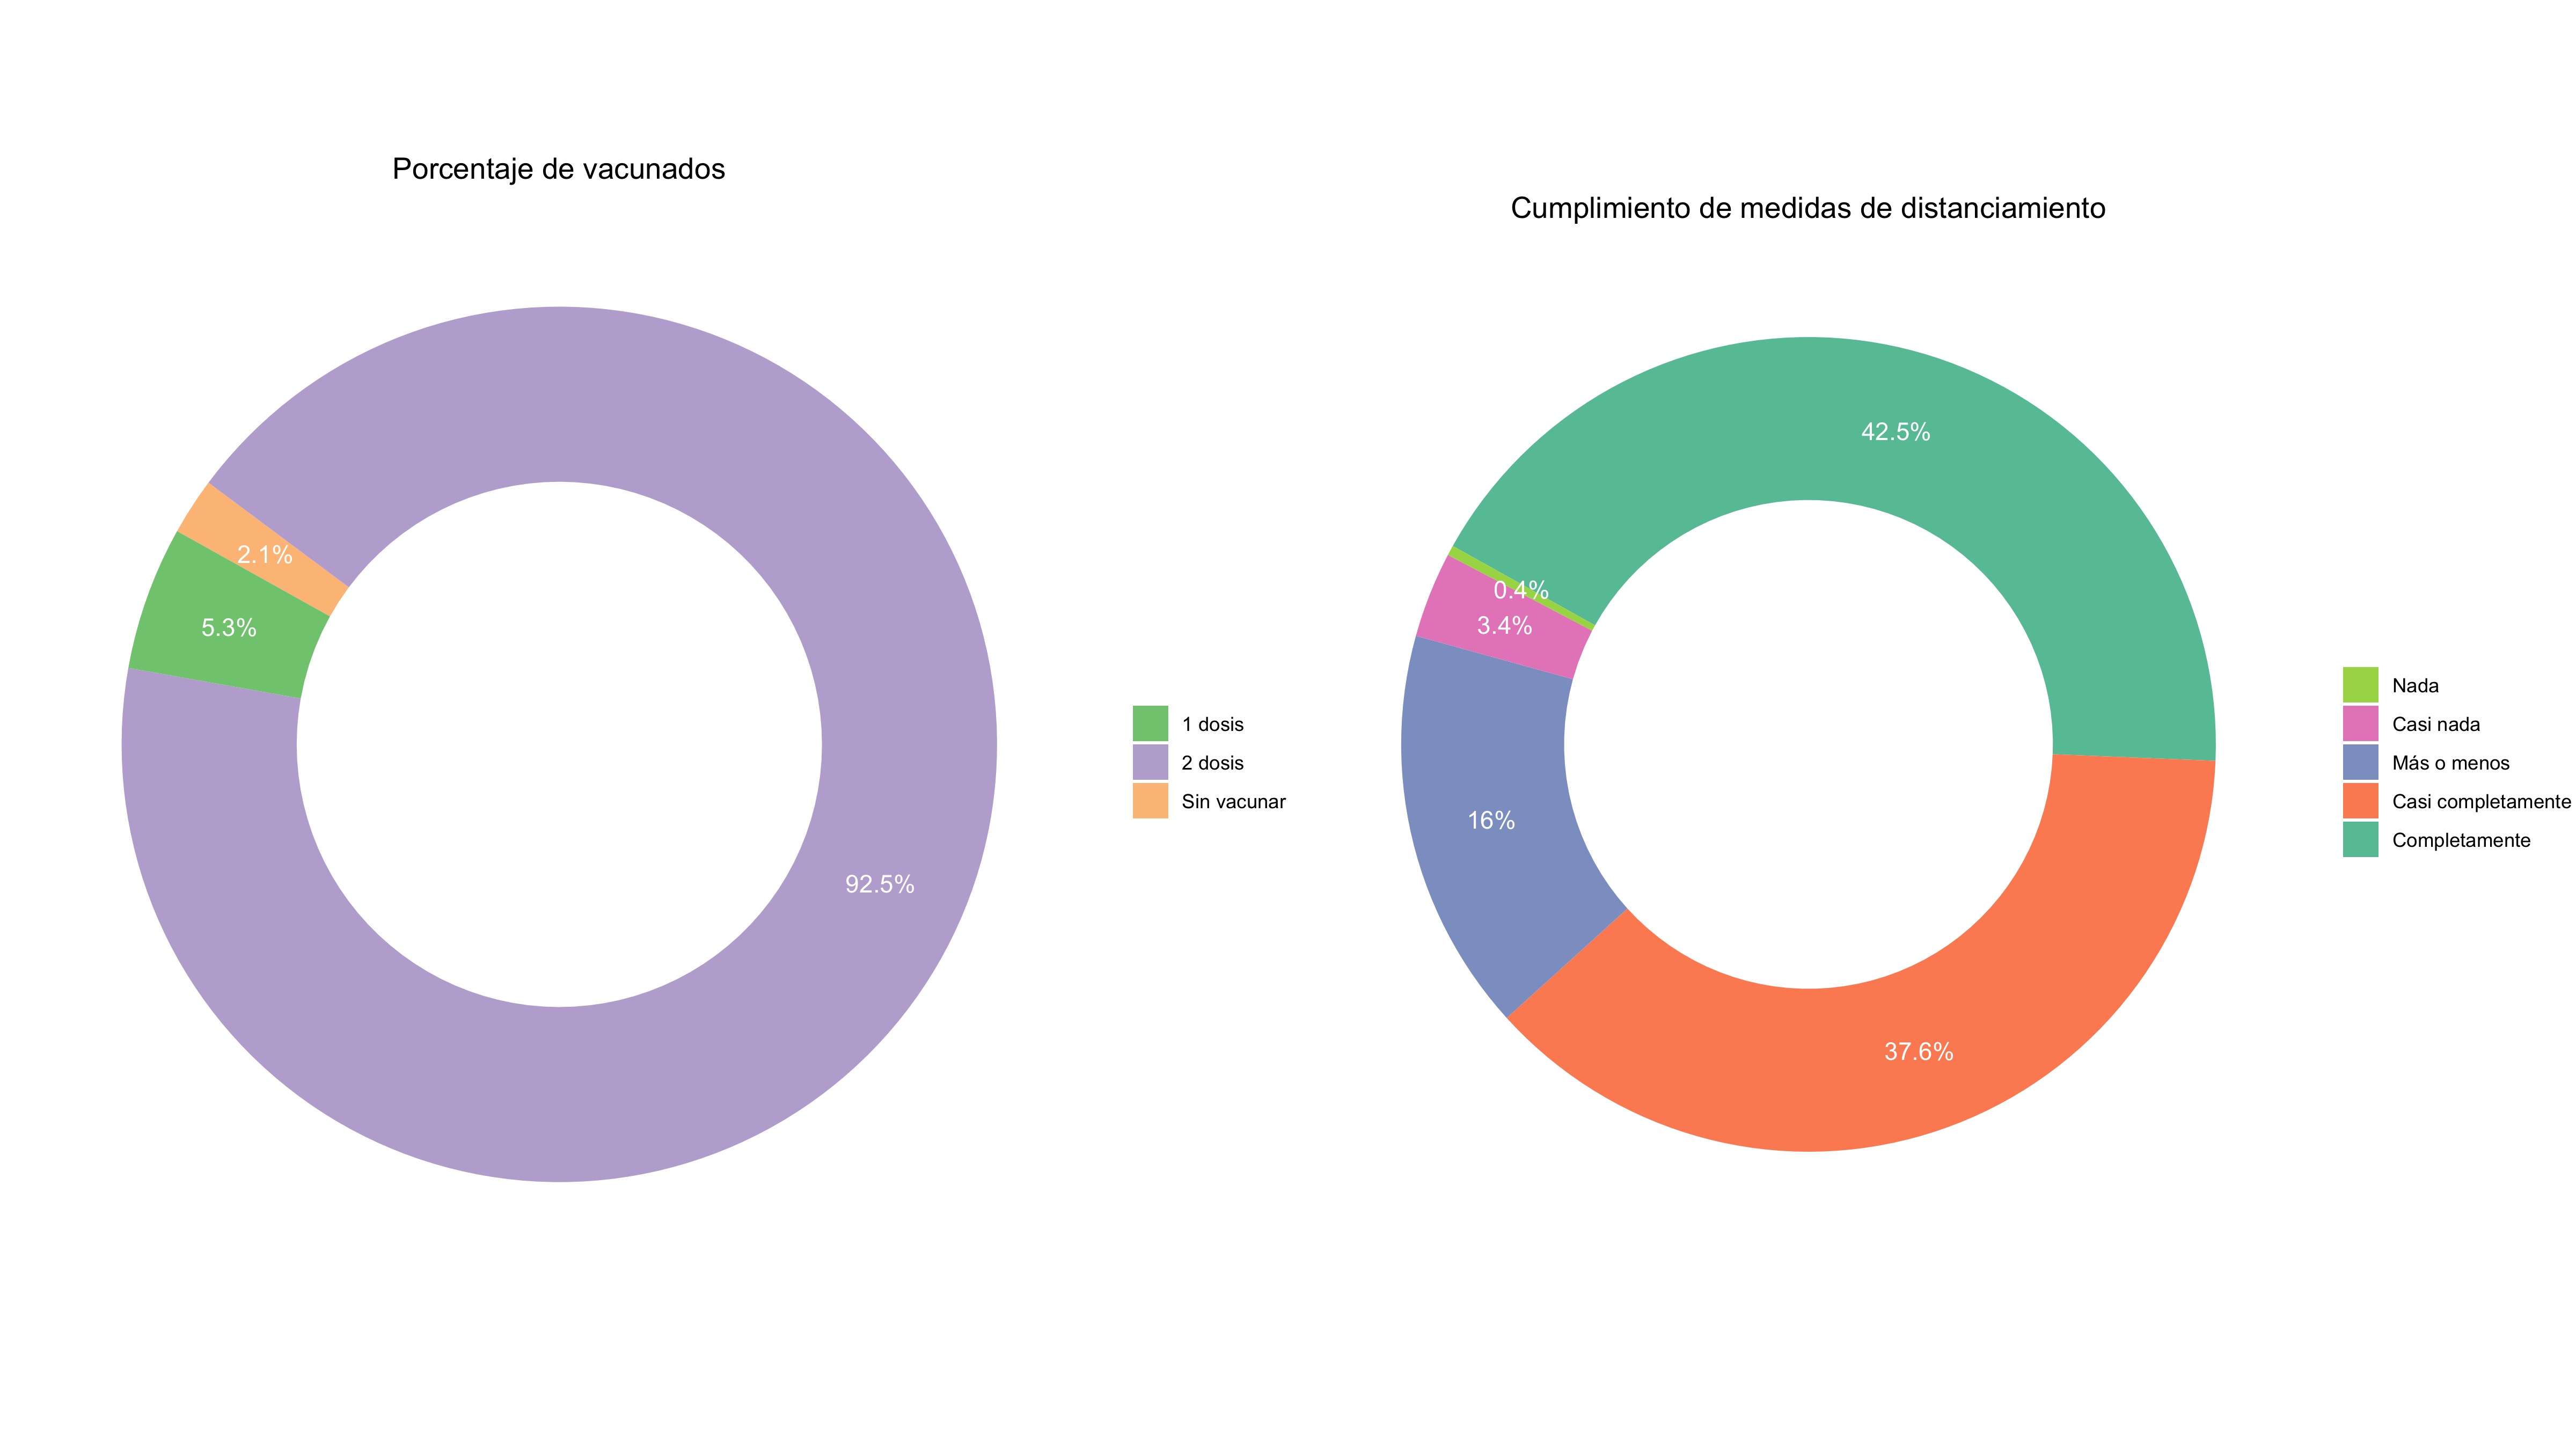 Porcentaje de vacunados
2.1%
5.3%
92.5%
1 dosis
2 dosis
Sin vacunar
Cumplimiento de medidas de distanciamiento
42.5%
0.4%
3.4%
16%
37.6%
Nada
Casi nada
Más o menos
Casi completamente
Completamente